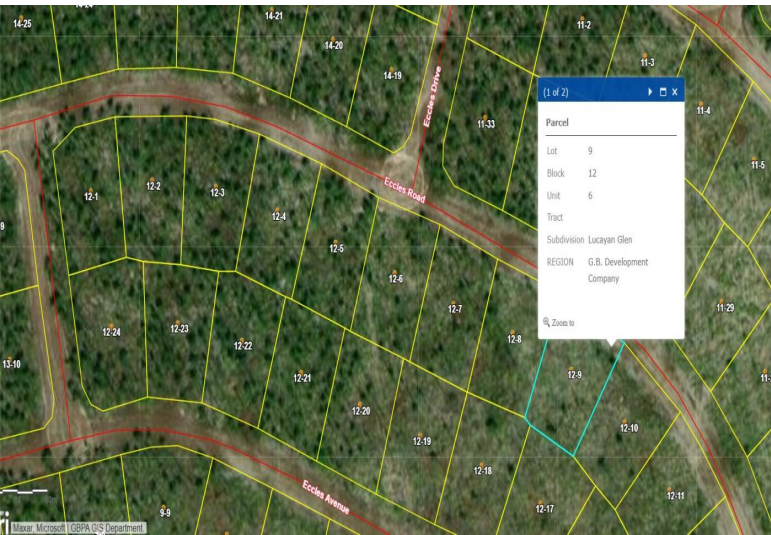 14-25
14-21
14-20
14-19
Eccles Drive
11-2
11-3
11-4
11-5
11-33
(1 of 2)
Parcel
Lot 9
Block 12
Unit 6
Tract
Subdivision Lucayan Glen
REGION G.B. Development
Company
Zoom to
Eccles Road
12-1
12-2
12-3
12-4
12-5
12-6
12-7
12-8
12-9
12-10
12-11
11-29
12-24
12-23
12-22
12-21
12-20
12-19
12-18
12-17
13-10
Eccles Avenue
9-9
Maxar, Microsoft | GBPA GIS Department